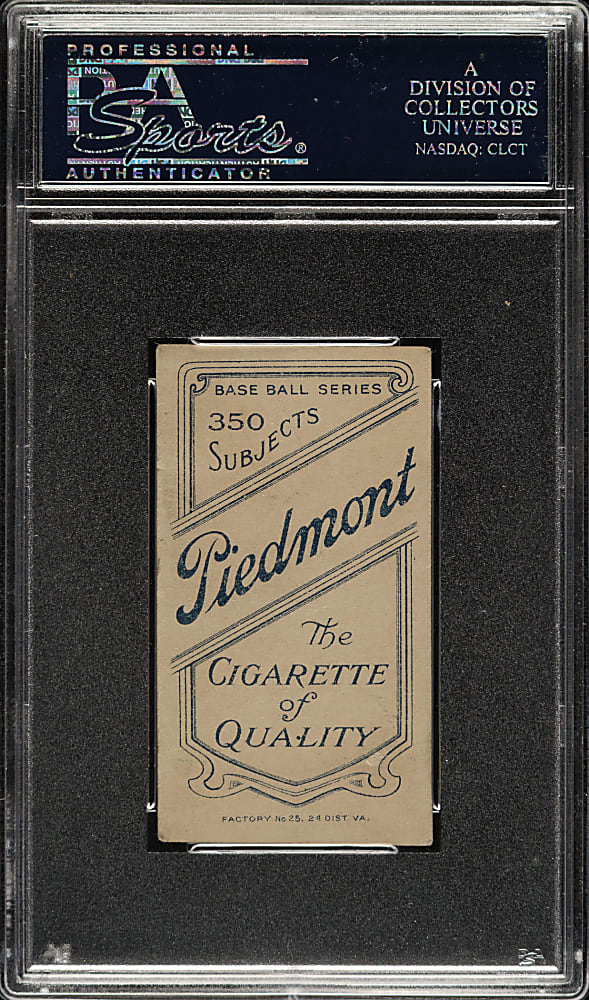 PROFESSIONAL
PSA
Sports®
AUTHENTICATOR
A
DIVISION OF
COLLECTORS
UNIVERSE
NASDAQ: CLCT
BASE BALL SERIES
350
SUBJECTS
Piedmont
The
CIGARETTE
of
QUALITY
FACTORY No 25, 2d DIST. VA.